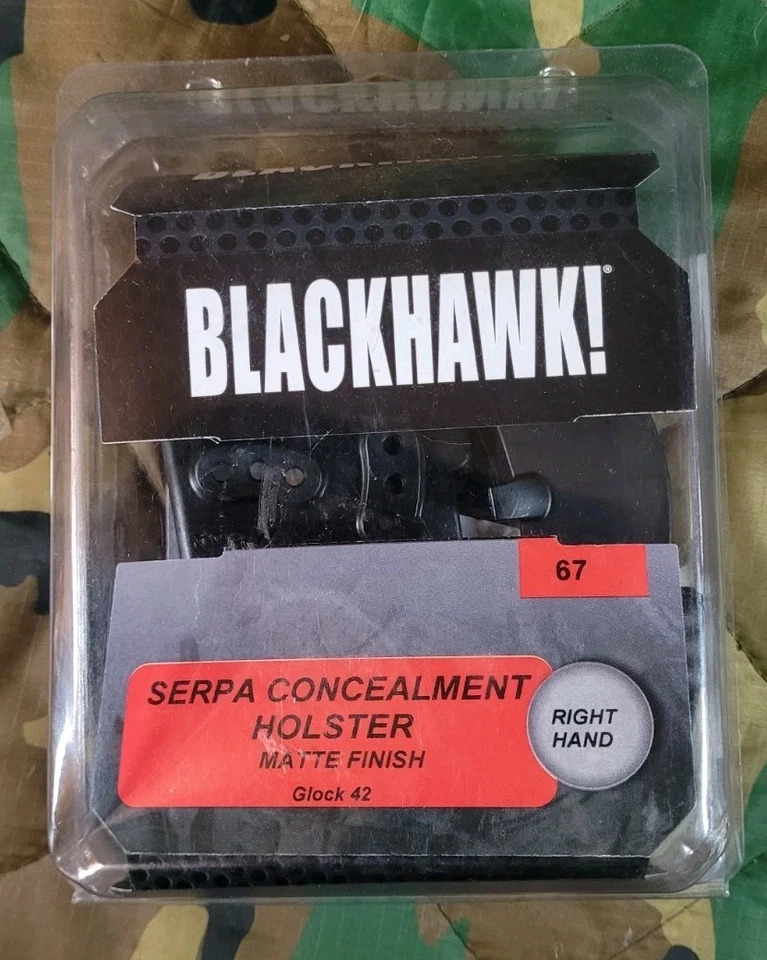 BLACKHAWK!®
67
SERPA CONCEALMENT
HOLSTER
MATTE FINISH
Glock 42
RIGHT
HAND